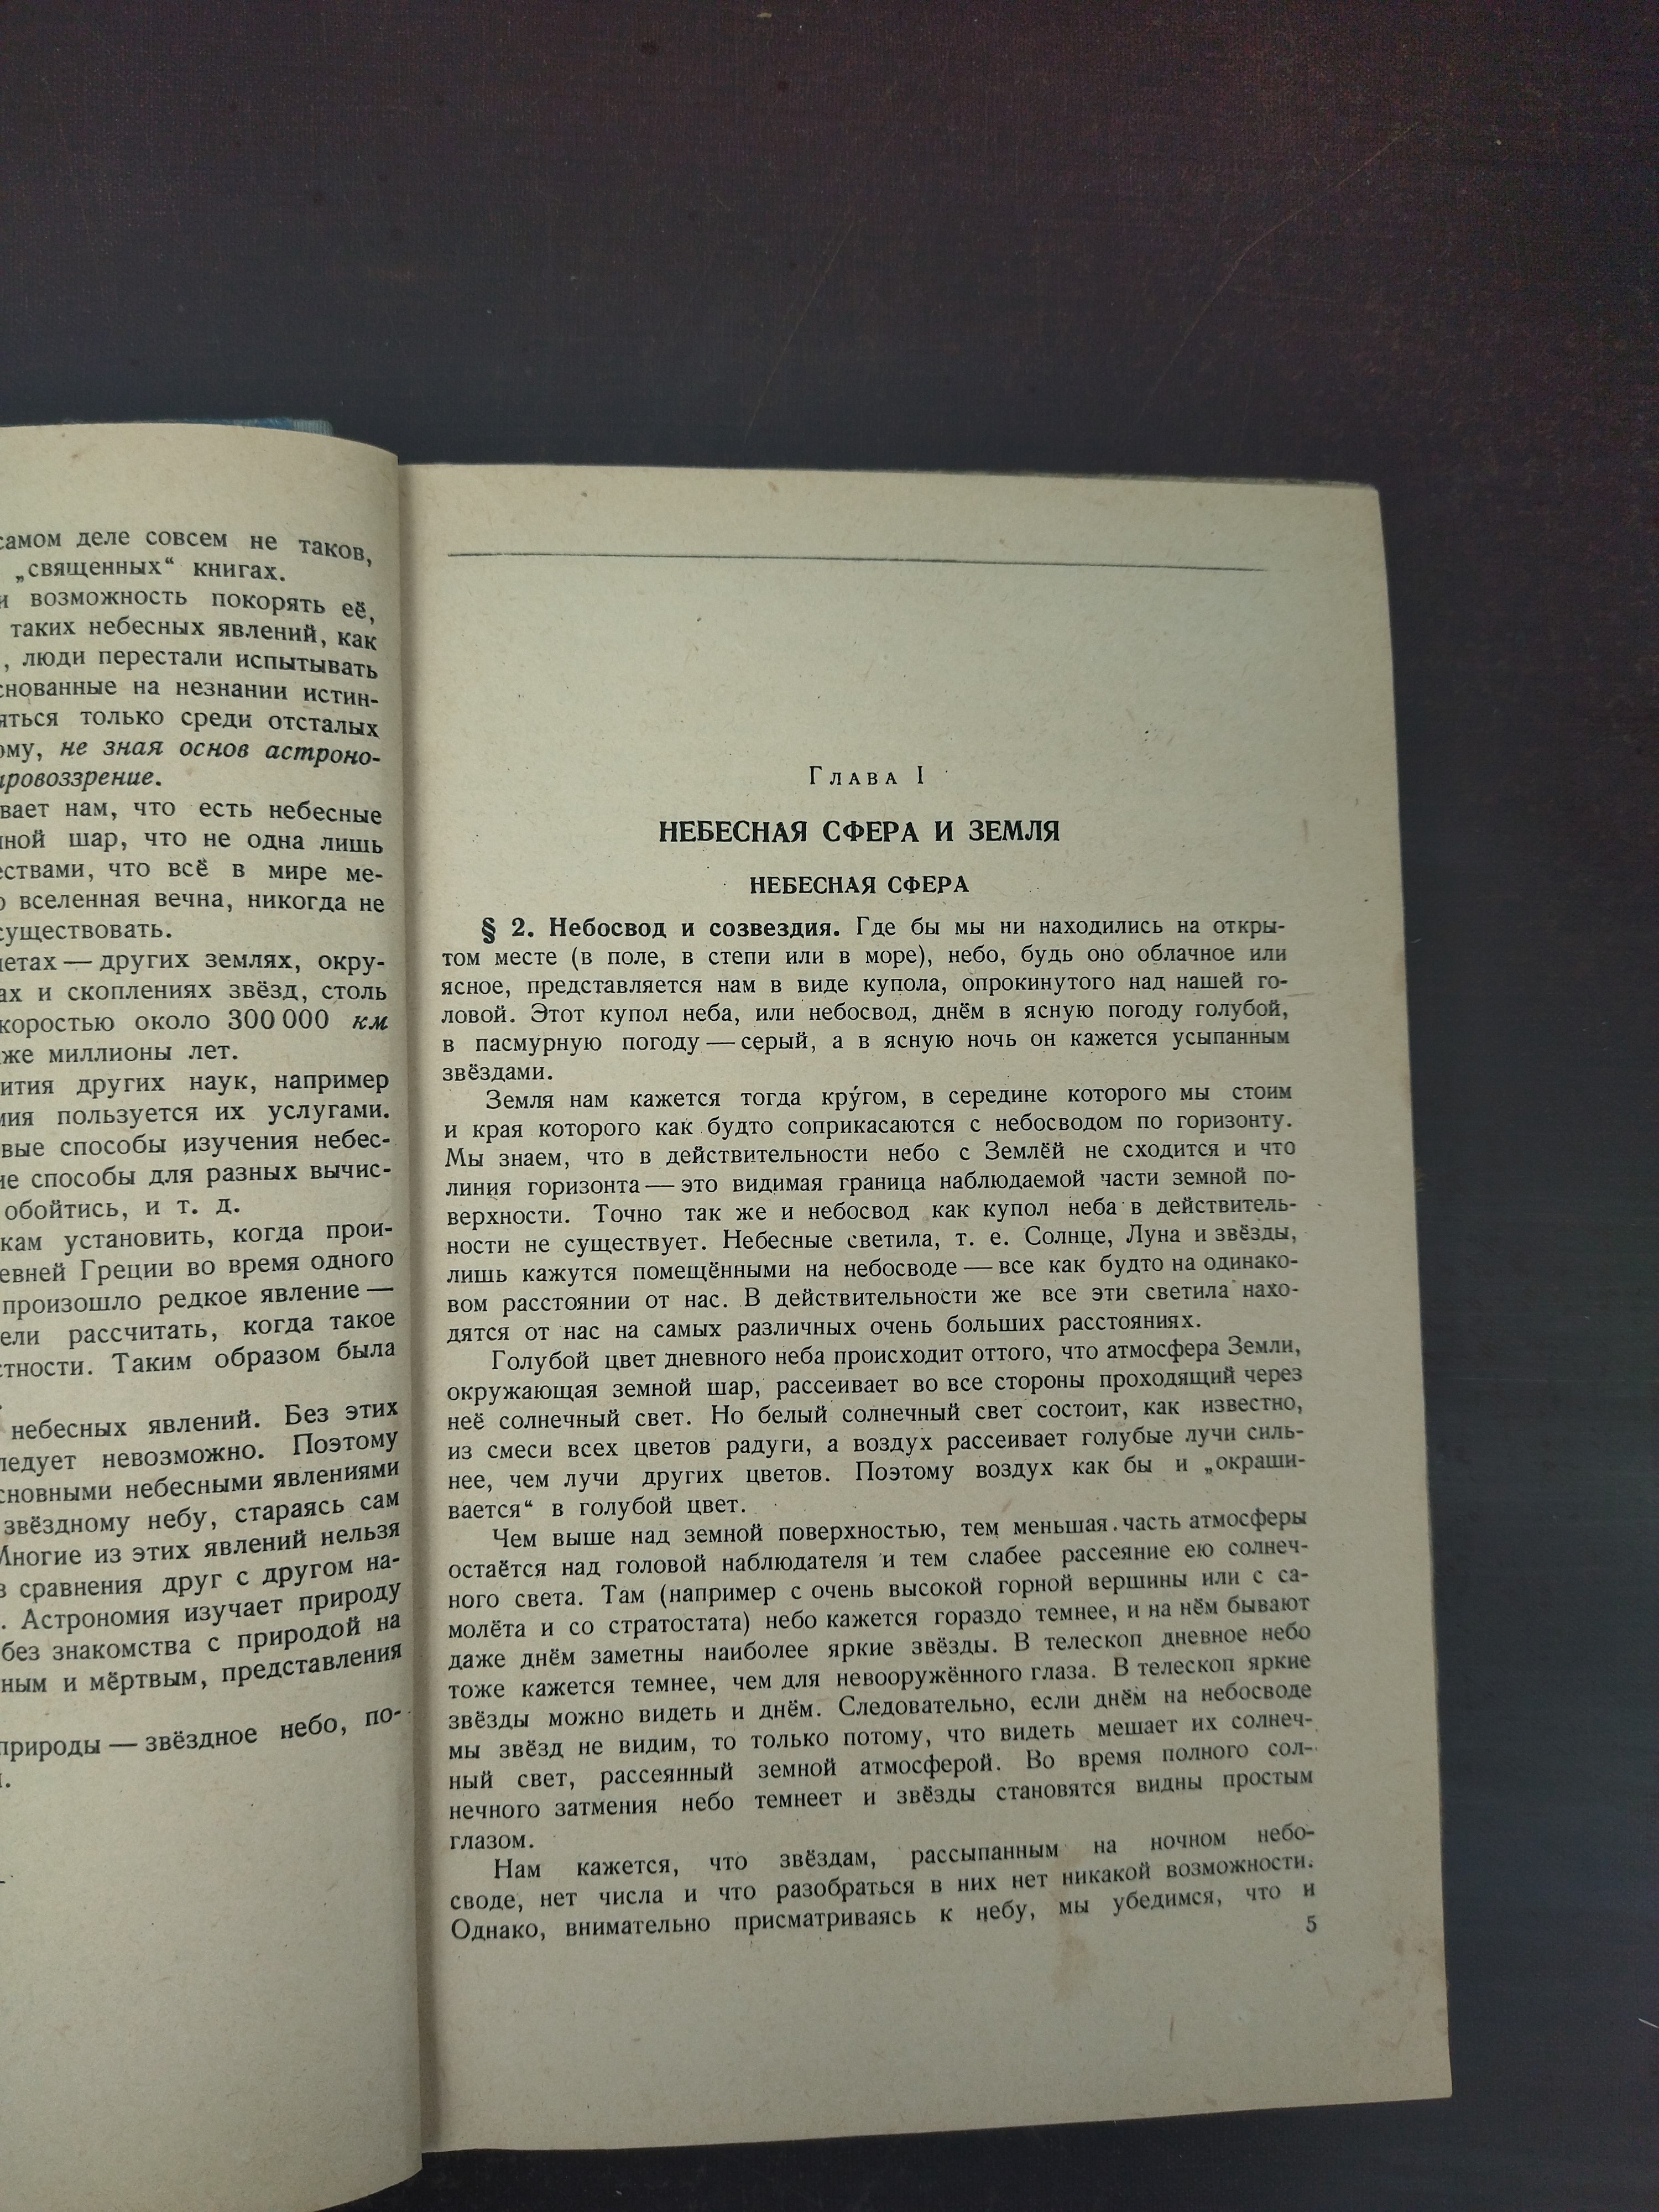 самом деле совсем не таков,
„священных“ книгах.
и возможность покорять её,
таких небесных явлений, как
, люди перестали испытывать
снованные на незнании истин-
яться только среди отсталых
ому, не зная основ астроно-
ировоззрение.
вает нам, что есть небесные
ной шар, что не одна лишь
ествами, что всё в мире ме-
о вселенная вечна, никогда не
существовать.
нетах — других землях, окру-
ах и скоплениях звёзд, столь
скоростью около 300 000 км
же миллионы лет.
ития других наук, например
мия пользуется их услугами.
вые способы изучения небес-
ие способы для разных вычис-
обойтись, и т. д.
кам установить, когда прои-
евней Греции во время одного
произошло редкое явление —
ели рассчитать, когда такое
стности. Таким образом была
небесных явлений. Без этих
ледует невозможно. Поэтому
сновными небесными явлениями
звёздному небу, стараясь сам
Многие из этих явлений нельзя
з сравнения друг с другом на-
. Астрономия изучает природу
без знакомства с природой на
ным и мёртвым, представления
природы — звёздное небо, по-
Глава I
НЕБЕСНАЯ СФЕРА И ЗЕМЛЯ
НЕБЕСНАЯ СФЕРА
§ 2. Небосвод и созвездия. Где бы мы ни находились на откры-
том месте (в поле, в степи или в море), небо, будь оно облачное или
ясное, представляется нам в виде купола, опрокинутого над нашей го-
ловой. Этот купол неба, или небосвод, днём в ясную погоду голубой,
в пасмурную погоду — серый, а в ясную ночь он кажется усыпанным
звёздами.
Земля нам кажется тогда кру́гом, в середине которого мы стоим
и края которого как будто соприкасаются с небосводом по горизонту.
Мы знаем, что в действительности небо с Землёй не сходится и что
линия горизонта — это видимая граница наблюдаемой части земной по-
верхности. Точно так же и небосвод как купол неба в действитель-
ности не существует. Небесные светила, т. е. Солнце, Луна и звёзды,
лишь кажутся помещёнными на небосводе — все как будто на одинако-
вом расстоянии от нас. В действительности же все эти светила нахо-
дятся от нас на самых различных очень больших расстояниях.
Голубой цвет дневного неба происходит оттого, что атмосфера Земли,
окружающая земной шар, рассеивает во все стороны проходящий через
неё солнечный свет. Но белый солнечный свет состоит, как известно,
из смеси всех цветов радуги, а воздух рассеивает голубые лучи силь-
нее, чем лучи других цветов. Поэтому воздух как бы и „окраши-
вается“ в голубой цвет.
Чем выше над земной поверхностью, тем меньшая часть атмосферы
остаётся над головой наблюдателя и тем слабее рассеяние ею солнеч-
ного света. Там (например с очень высокой горной вершины или с са-
молёта и со стратостата) небо кажется гораздо темнее, и на нём бывают
даже днём заметны наиболее яркие звёзды. В телескоп дневное небо
тоже кажется темнее, чем для невооружённого глаза. В телескоп яркие
звёзды можно видеть и днём. Следовательно, если днём на небосводе
мы звёзд не видим, то только потому, что видеть мешает их солнеч-
ный свет, рассеянный земной атмосферой. Во время полного сол-
нечного затмения небо темнеет и звёзды становятся видны простым
глазом.
Нам кажется, что звёздам, рассыпанным на ночном небо-
своде, нет числа и что разобраться в них нет никакой возможности.
Однако, внимательно присматриваясь к небу, мы убедимся, что и
5